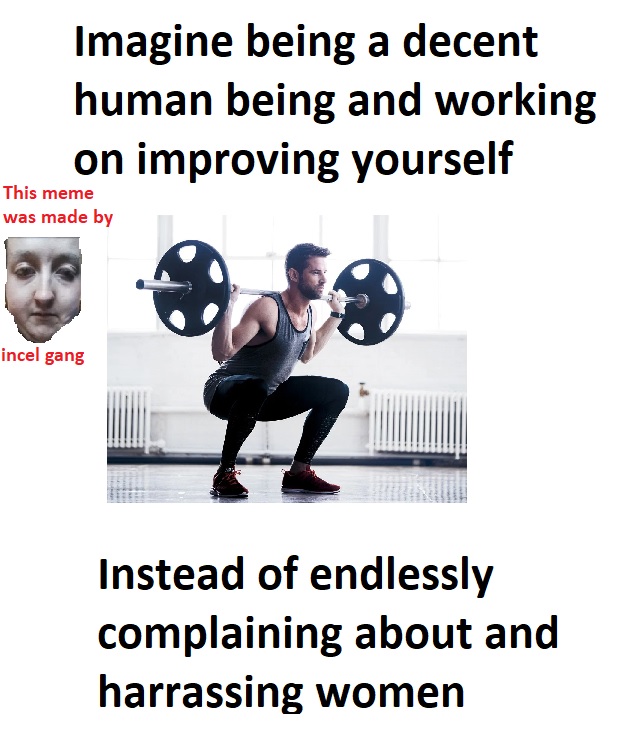 Imagine being a decent
human being and working
on improving yourself
This meme
was made by
incel gang
Instead of endlessly
complaining about and
harrassing women